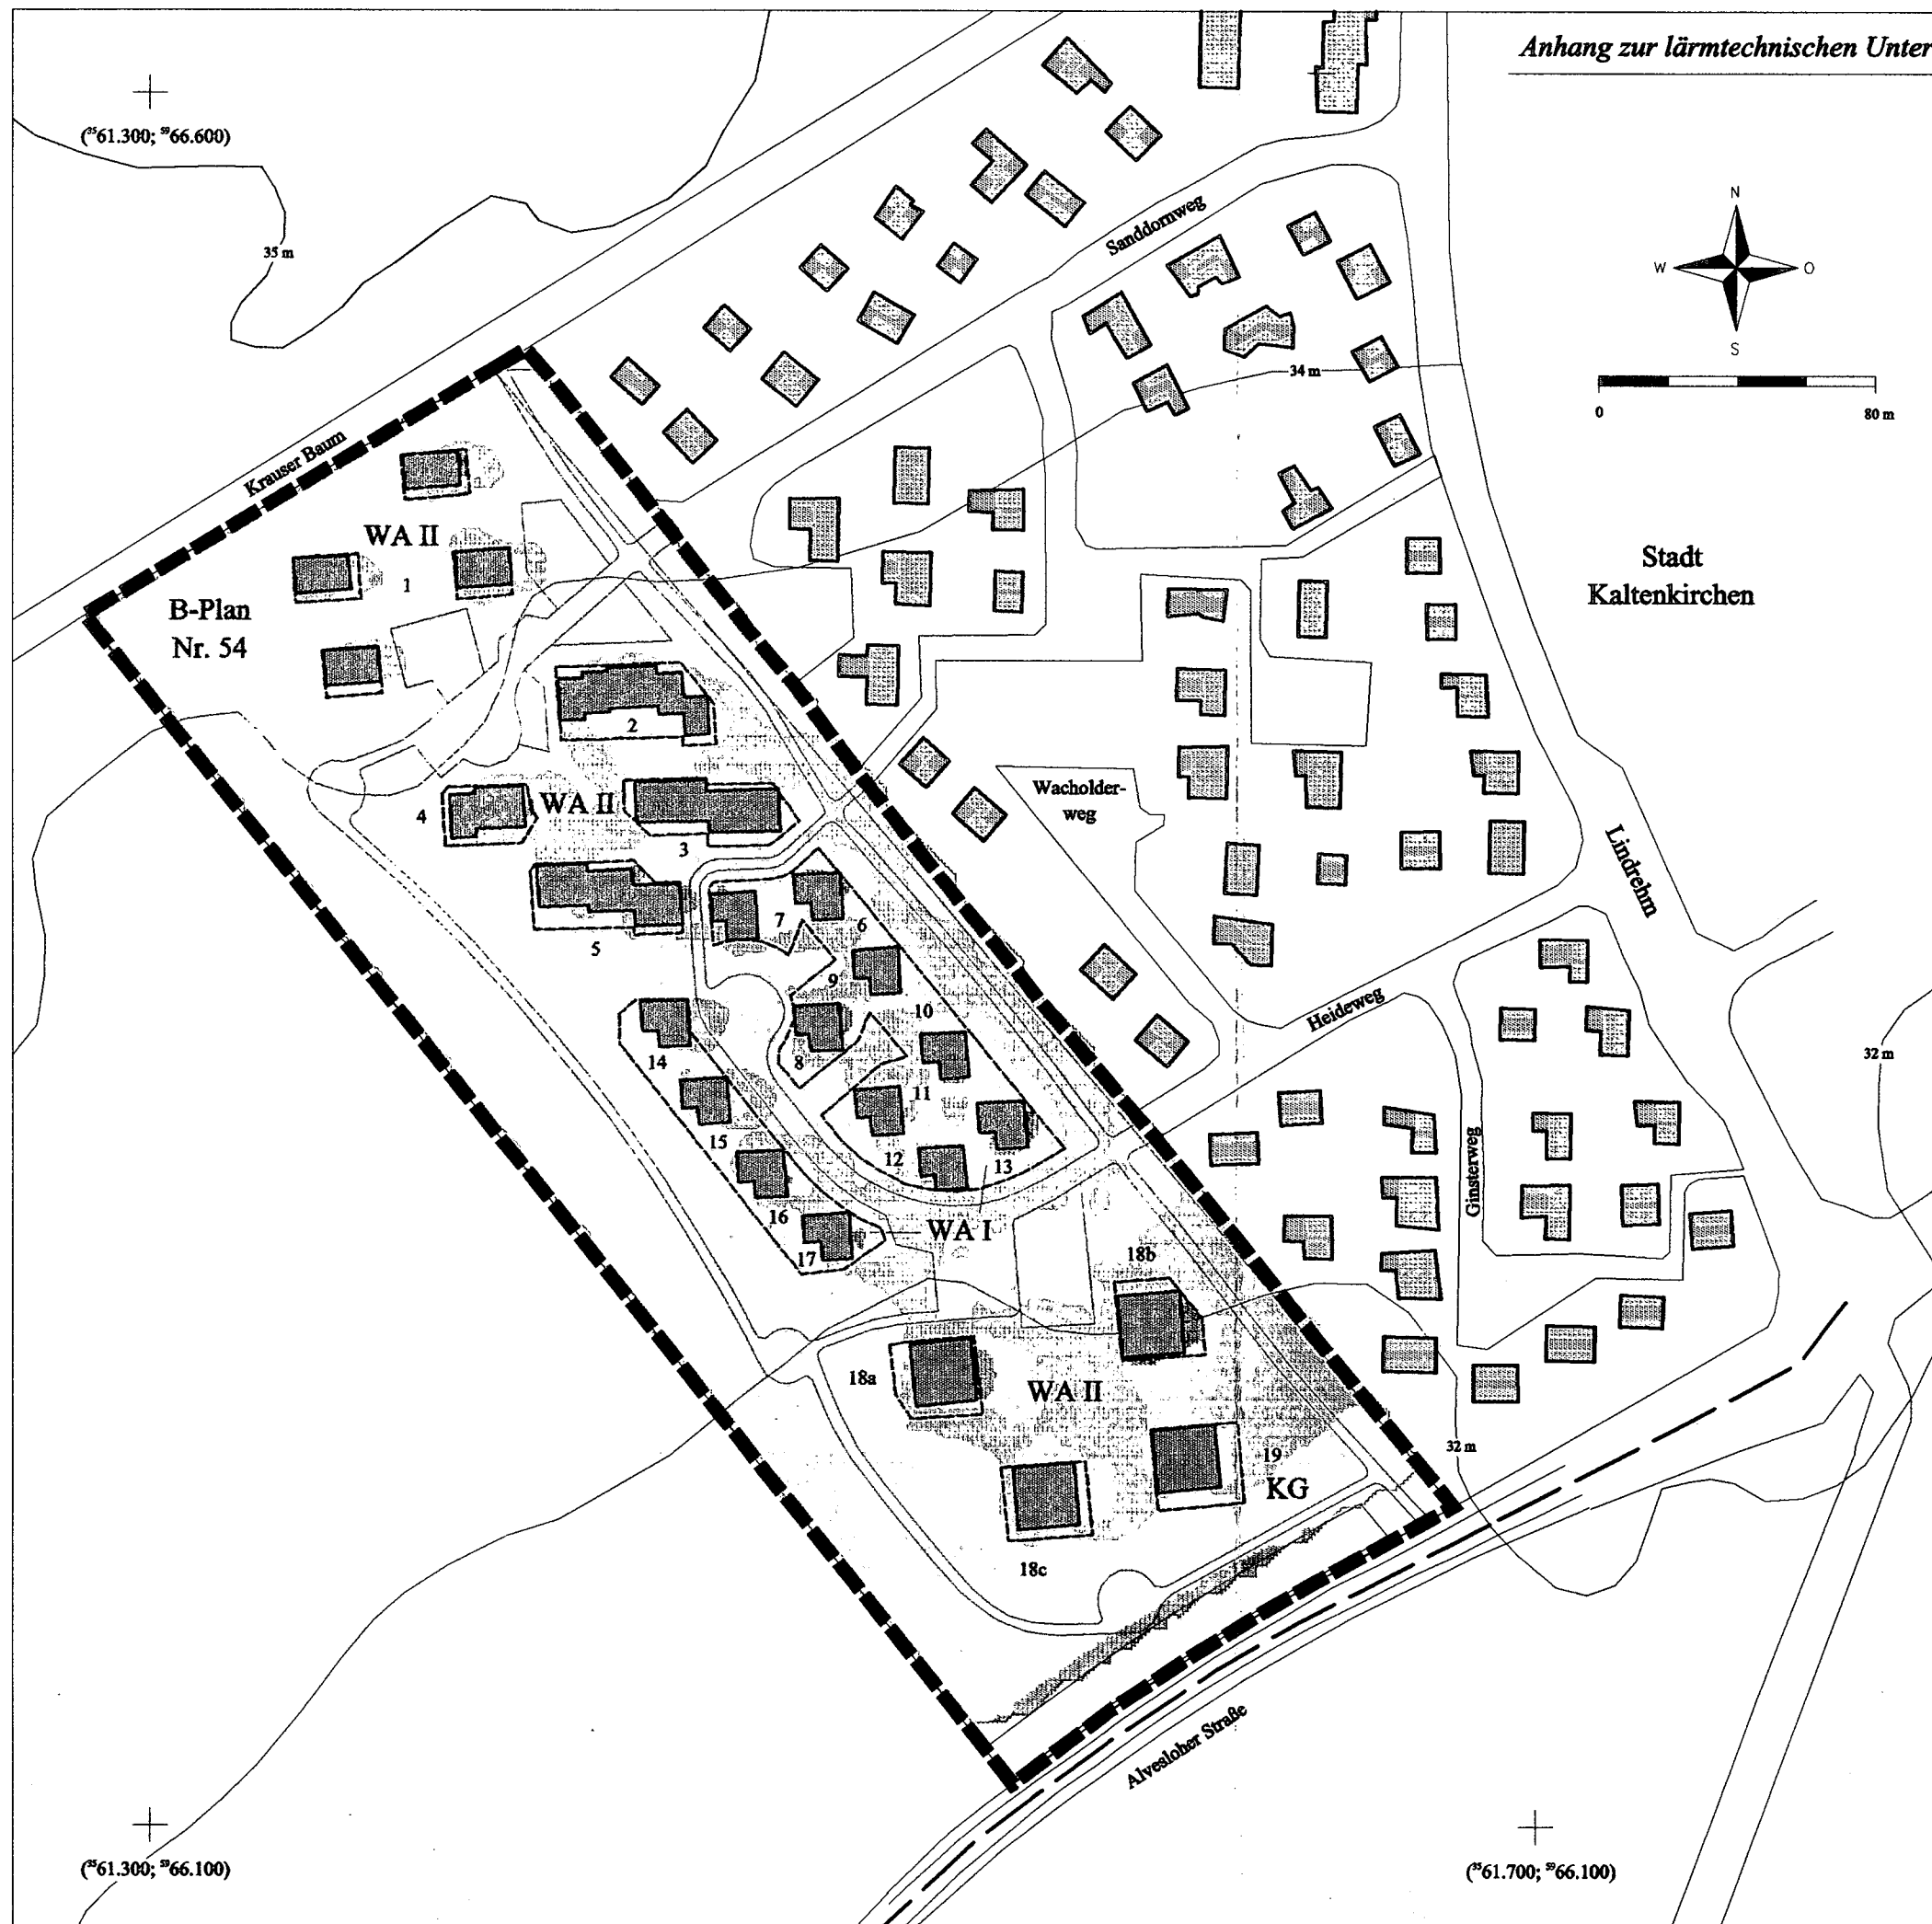 Anhang zur lärmtechnischen Unter
(³⁵61.300; ⁵⁹66.600)
N
W
O
S
0
80 m
Sanddornweg
35 m
34 m
Krauser Baum
WA II
1
B-Plan
Nr. 54
Stadt
Kaltenkirchen
2
4
WA II
3
5
Wacholder-
weg
Lindrehm
7
6
9
10
8
14
11
15
12
13
16
17
WA I
Heideweg
Ginsterweg
32 m
18b
18a
WA II
19
KG
32 m
18c
Alvesloher Straße
(³⁵61.300; ⁵⁹66.100)
(³⁵61.700; ⁵⁹66.100)